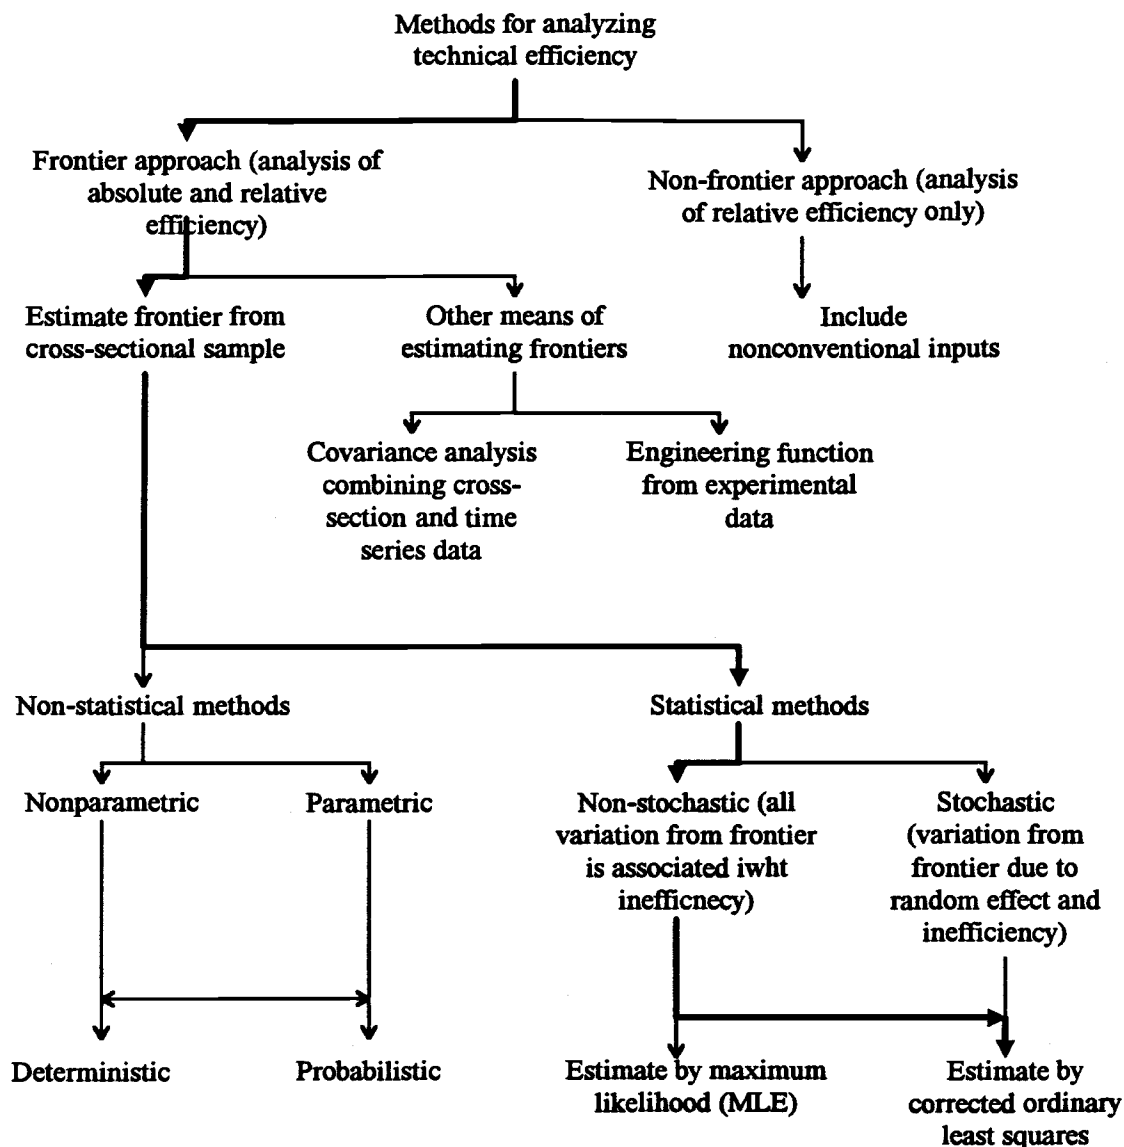 Methods for analyzing
technical efficiency
Frontier approach (analysis of
absolute and relative
efficiency)
Non-frontier approach (analysis
of relative efficiency only)
Estimate frontier from
cross-sectional sample
Other means of
estimating frontiers
Include
nonconventional inputs
Covariance analysis
combining cross-
section and time
series data
Engineering function
from experimental
data
Non-statistical methods
Statistical methods
Nonparametric
Parametric
Non-stochastic (all
variation from frontier
is associated iwht
inefficnecy)
Stochastic
(variation from
frontier due to
random effect and
inefficiency)
Deterministic
Probabilistic
Estimate by maximum
likelihood (MLE)
Estimate by
corrected ordinary
least squares